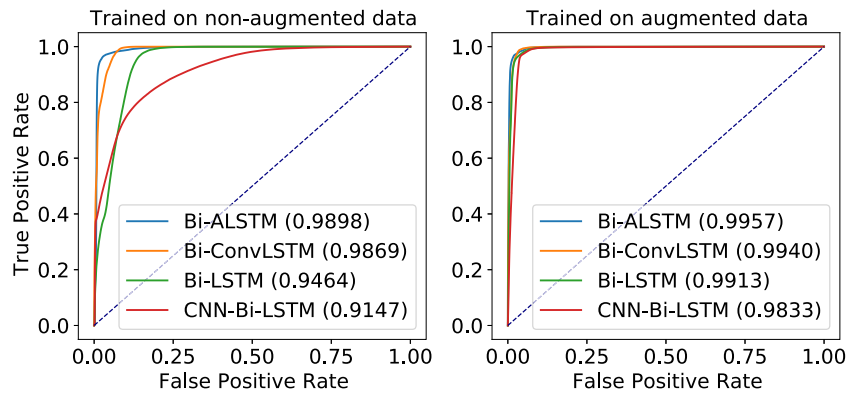 Trained on non-augmented data
1.0
0.8
0.6
0.4
0.2
0.0
True Positive Rate
Bi-ALSTM (0.9898)
Bi-ConvLSTM (0.9869)
Bi-LSTM (0.9464)
CNN-Bi-LSTM (0.9147)
0.00 0.25 0.50 0.75 1.00
False Positive Rate
Trained on augmented data
1.0
0.8
0.6
0.4
0.2
0.0
Bi-ALSTM (0.9957)
Bi-ConvLSTM (0.9940)
Bi-LSTM (0.9913)
CNN-Bi-LSTM (0.9833)
0.00 0.25 0.50 0.75 1.00
False Positive Rate